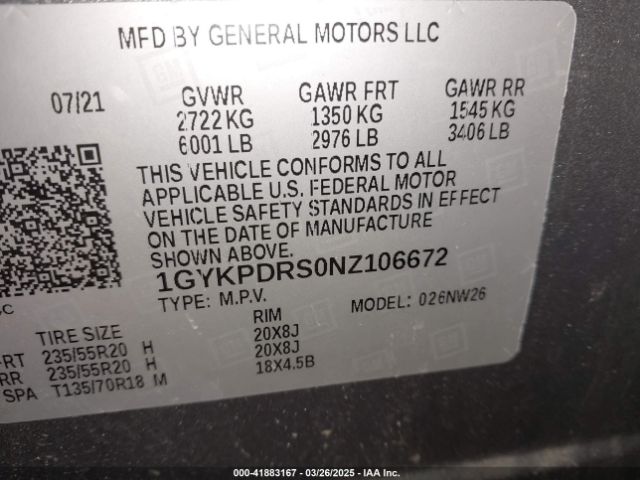 MFD BY GENERAL MOTORS LLC
07/21 GVWR GAWR FRT GAWR RR
2722 KG 1350 KG 1545 KG
6001 LB 2976 LB 3406 LB
THIS VEHICLE CONFORMS TO ALL
APPLICABLE U.S. FEDERAL MOTOR
VEHICLE SAFETY STANDARDS IN EFFECT
ON THE DATE OF MANUFACTURE
SHOWN ABOVE.
1GYKPDRS0NZ106672
TYPE: M.P.V. MODEL: 026NW26
TIRE SIZE RIM
RT 235/55R20 H 20X8J
RR 235/55R20 H 20X8J
SPA T135/70R18 M 18X4.5B
000-41883167 • 03/26/2025 • IAA Inc.